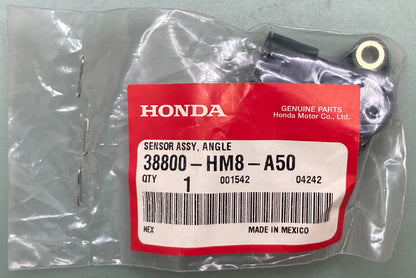 HONDA
GENUINE PARTS
Honda Motor Co., Ltd.
SENSOR ASSY, ANGLE
38800-HM8-A50
QTY 1 001542 04242
MEX MADE IN MEXICO